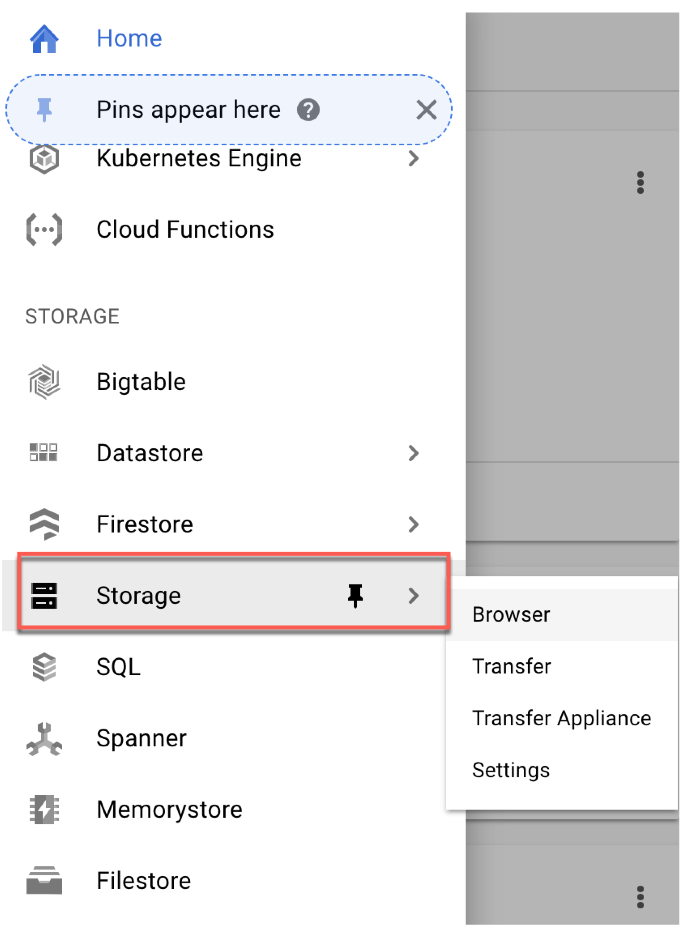 Home
Pins appear here
Kubernetes Engine
Cloud Functions
STORAGE
Bigtable
Datastore
Firestore
Storage
Browser
Transfer
Transfer Appliance
Settings
SQL
Spanner
Memorystore
Filestore